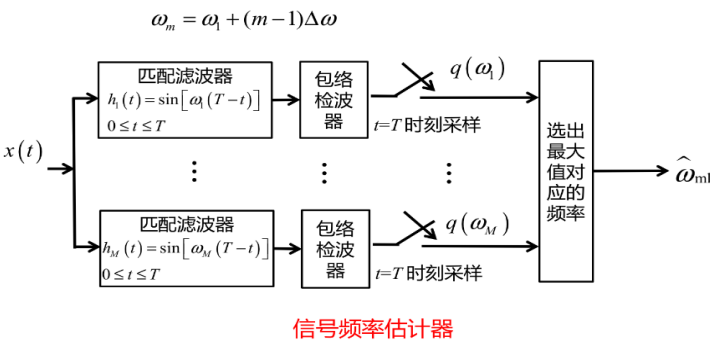 ω_m = ω_1 + (m−1)Δω
匹配滤波器
h_1(t)=sin[ω_1(T−t)]
0≤t≤T
包络
检波
器
q(ω_1)
t=T 时刻采样
x(t)
选出
最大
值对
应的
频率
ω̂_ml
⋮ ⋮ ⋮
匹配滤波器
h_M(t)=sin[ω_M(T−t)]
0≤t≤T
包络
检波
器
q(ω_M)
t=T 时刻采样
信号频率估计器